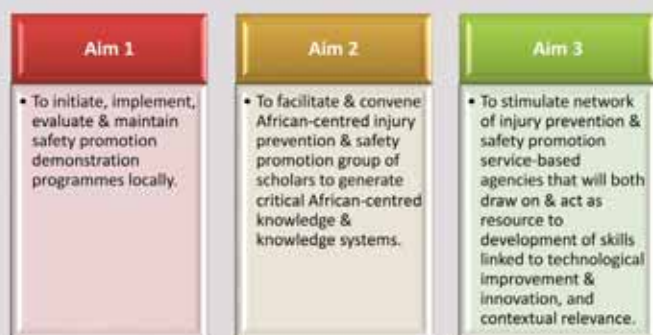 Aim 1
• To initiate, implement,
evaluate & maintain
safety promotion
demonstration
programmes locally.
Aim 2
• To facilitate & convene
African-centred injury
prevention & safety
promotion group of
scholars to generate
critical African-centred
knowledge &
knowledge systems.
Aim 3
• To stimulate network
of injury prevention &
safety promotion
service-based
agencies that will both
draw on & act as
resource to
development of skills
linked to technological
improvement &
innovation, and
contextual relevance.